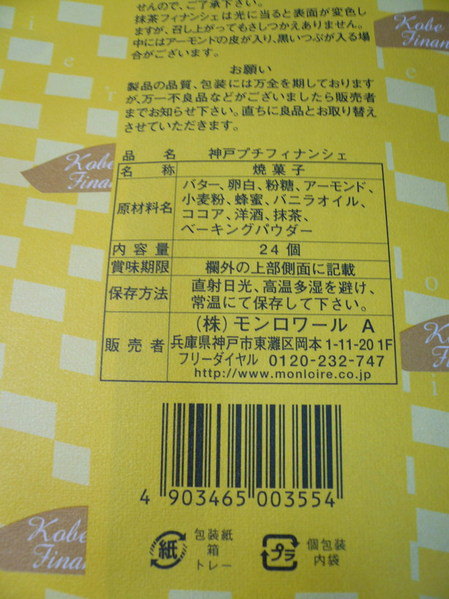 せんので、ご了承下さい。
抹茶フィナンシェは光に当ると表面が変色し
ますが、召し上がってもさしつかえありません。
中にはアーモンドの皮が入り、黒いつぶが入る場
合がございます。
お願い
製品の品質、包装には万全を期しております
が、万一不良品などがございましたら販売者
までお知らせ下さい。直ちに良品とお取り替え
させていただきます。
品名 神戸プチフィナンシェ
名称 焼菓子
原材料名 バター、卵白、粉糖、アーモンド、
小麦粉、蜂蜜、バニラオイル、
ココア、洋酒、抹茶、
ベーキングパウダー
内容量 24個
賞味期限 欄外の上部側面に記載
保存方法 直射日光、高温多湿を避け、
常温にて保存して下さい。
販売者 (株)モンロワール A
兵庫県神戸市東灘区岡本1-11-20 1F
フリーダイヤル 0120-232-747
http://www.monloire.co.jp
4 903465 003554
紙 包装紙
箱
トレー
プラ 個包装
内袋
Kobe
Finan
Kobe
Finan
Kobe
Finan